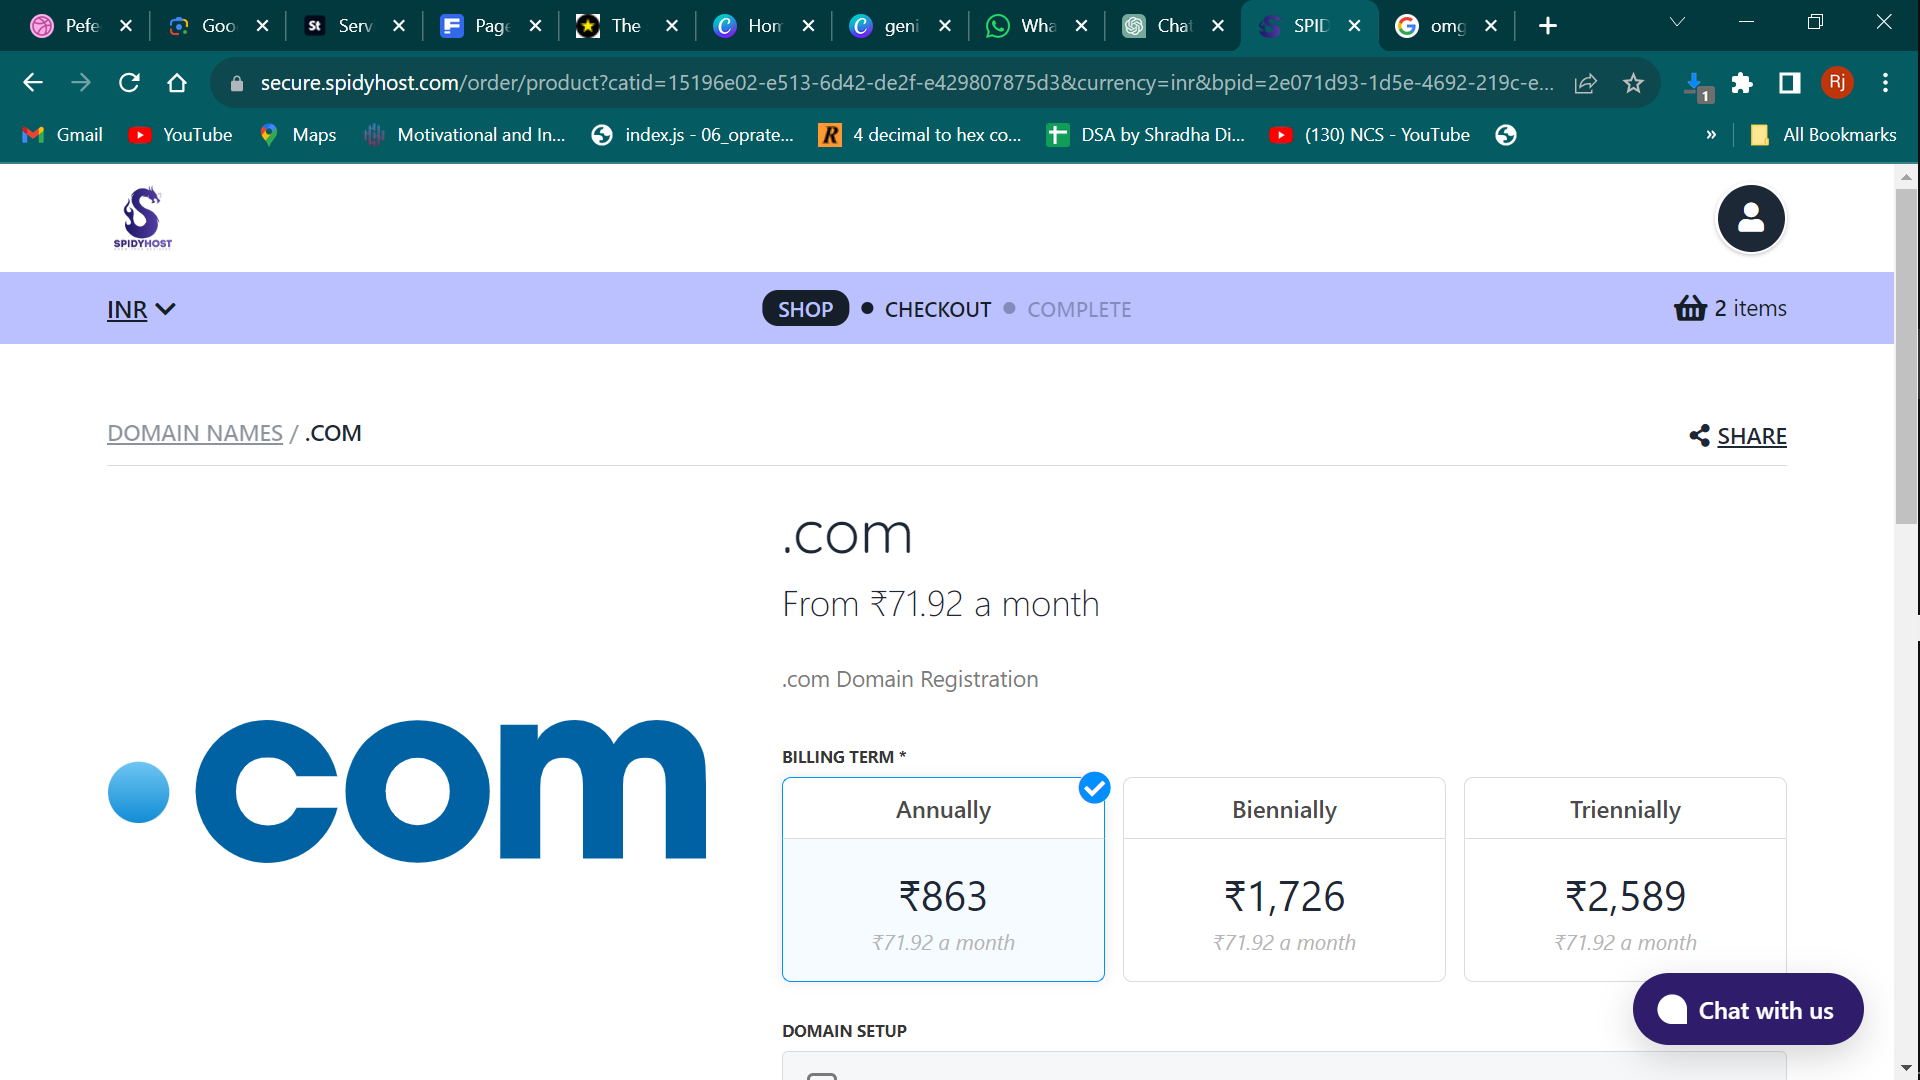 Pefe
Goo
St Serv
Page
The
Hom
geni
Wha
Chat
SPID
omg
secure.spidyhost.com/order/product?catid=15196e02-e513-6d42-de2f-e429807875d3&currency=inr&bpid=2e071d93-1d5e-4692-219c-e...
1
Rj
Gmail
YouTube
Maps
Motivational and In...
index.js - 06_oprate...
R 4 decimal to hex co...
DSA by Shradha Di...
(130) NCS - YouTube
»
All Bookmarks
SPIDYHOST
INR
SHOP CHECKOUT COMPLETE
2 items
DOMAIN NAMES / .COM
SHARE
.com
From ₹71.92 a month
.com Domain Registration
.com
BILLING TERM *
Annually Biennially Triennially
₹863 ₹1,726 ₹2,589
₹71.92 a month ₹71.92 a month ₹71.92 a month
Chat with us
DOMAIN SETUP